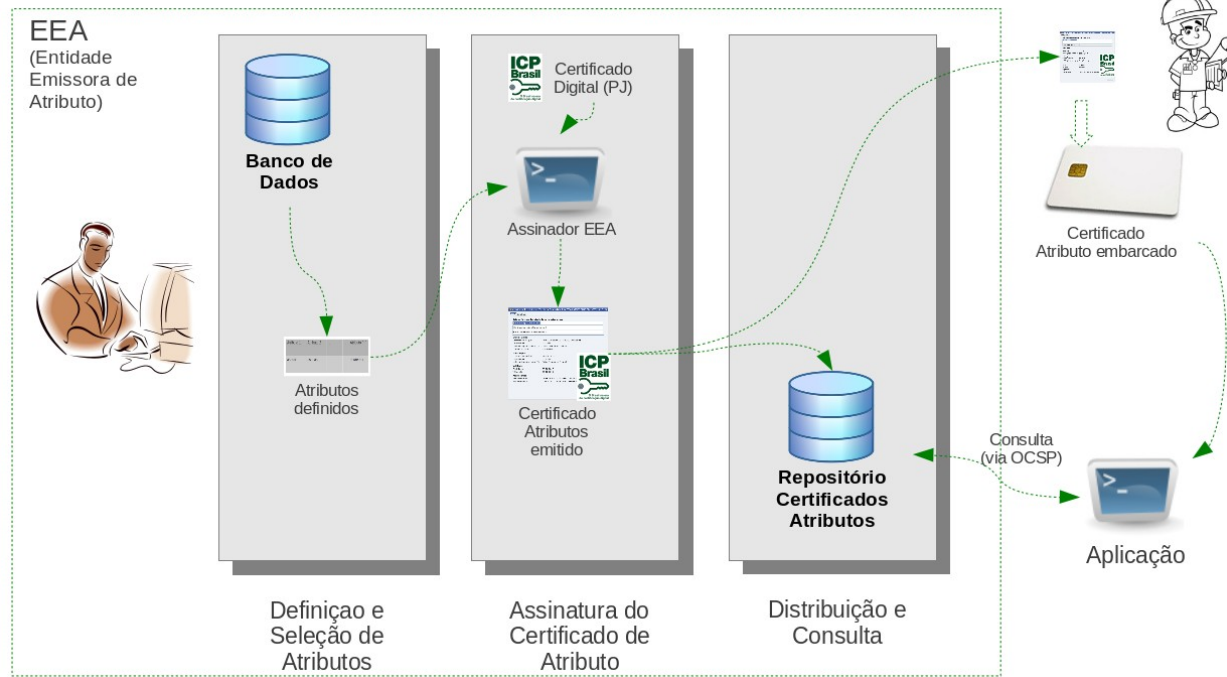 EEA
(Entidade
Emissora de
Atributo)
Banco de
Dados
Atributos
definidos
ICP
Brasil
Certificado
Digital (PJ)
>_
Assinador EEA
ICP
Brasil
Certificado
Atributos
emitido
Repositório
Certificados
Atributos
ICP
Brasil
Certificado
Atributo embarcado
Consulta
(via OCSP)
>_
Aplicação
Definiçao e
Seleção de
Atributos
Assinatura do
Certificado de
Atributo
Distribuição e
Consulta